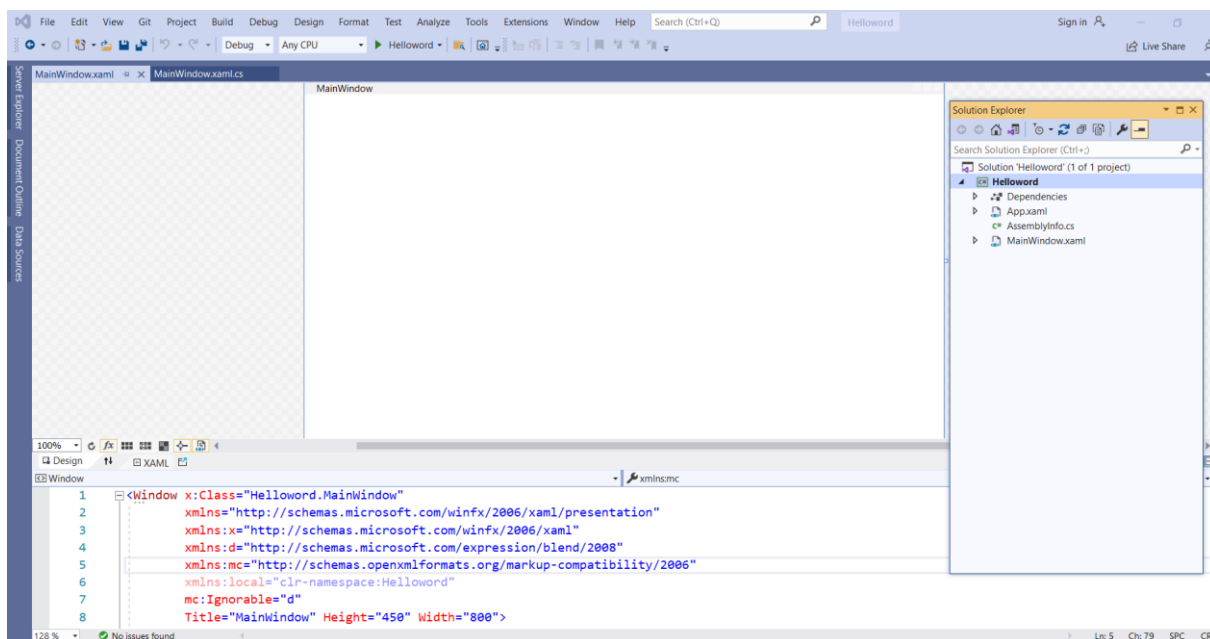 File Edit View Git Project Build Debug Design Format Test Analyze Tools Extensions Window Help Search (Ctrl+Q) Helloword Sign in
Debug Any CPU Helloword Live Share
Server Explorer
Document Outline
Data Sources
MainWindow.xaml MainWindow.xaml.cs
MainWindow
Solution Explorer
Search Solution Explorer (Ctrl+;)
Solution 'Helloword' (1 of 1 project)
C# Helloword
Dependencies
App.xaml
C# AssemblyInfo.cs
MainWindow.xaml
100% fx
Design XAML
Window xmlns:mc
1 <Window x:Class="Helloword.MainWindow"
2 xmlns="http://schemas.microsoft.com/winfx/2006/xaml/presentation"
3 xmlns:x="http://schemas.microsoft.com/winfx/2006/xaml"
4 xmlns:d="http://schemas.microsoft.com/expression/blend/2008"
5 xmlns:mc="http://schemas.openxmlformats.org/markup-compatibility/2006"
6 xmlns:local="clr-namespace:Helloword"
7 mc:Ignorable="d"
8 Title="MainWindow" Height="450" Width="800">
128 % No issues found Ln: 5 Ch: 79 SPC